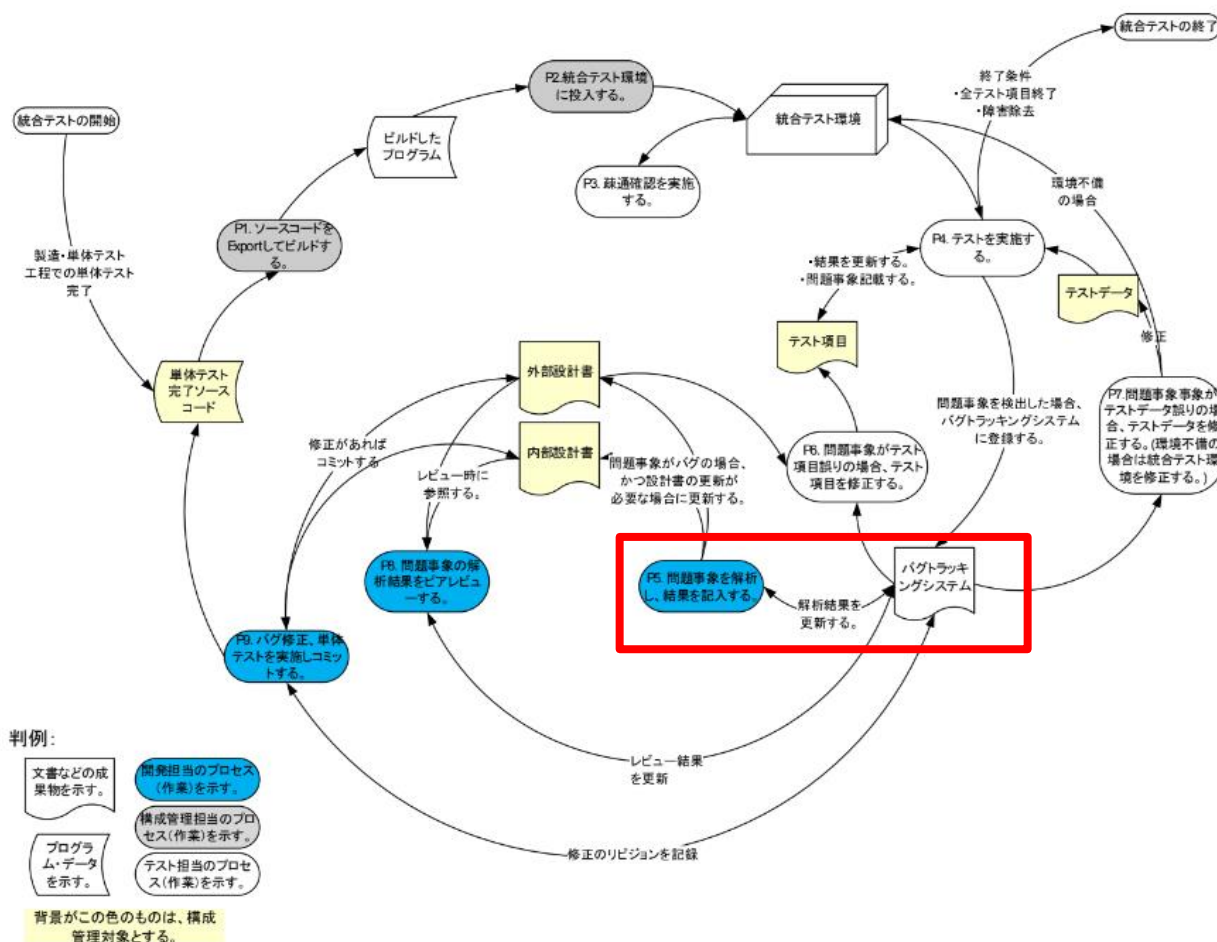 統合テストの開始
P2.統合テスト環境
に投入する。
統合テストの終了
終了条件
・全テスト項目終了
・障害除去
ビルドした
プログラム
統合テスト環境
P3. 疎通確認を実施
する。
環境不備
の場合
P1. ソースコードを
Exportしてビルドす
る。
製造・単体テスト
工程での単体テスト
完了
P4. テストを実施す
る。
・結果を更新する。
・問題事象記載する。
テストデータ
修正
テスト項目
単体テスト
完了ソース
コード
外部設計書
内部設計書
修正があれば
コミットする
レビュー時に
参照する。
問題事象がバグの場合、
かつ設計書の更新が
必要な場合に更新する。
P6. 問題事象がテスト
項目誤りの場合、テスト
項目を修正する。
問題事象を検出した場合、
バグトラッキングシステム
に登録する。
P7.問題事象事象が
テストデータ誤りの場
合、テストデータを修
正する。(環境不備の
場合は統合テスト環
境を修正する。)
P8. 問題事象の解
析結果をピアレビュ
ーする。
P5. 問題事象を解析
し、結果を記入する。
解析結果を
更新する。
バグトラッキ
ングシステム
P9. バグ修正、単体
テストを実施しコミッ
トする。
レビュー結果
を更新
修正のリビジョンを記録
判例:
文書などの成
果物を示す。
開発担当のプロセス
(作業)を示す。
構成管理担当のプロ
セス(作業)を示す。
プログラ
ム・データ
を示す。
テスト担当のプロセ
ス(作業)を示す。
背景がこの色のものは、構成
管理対象とする。